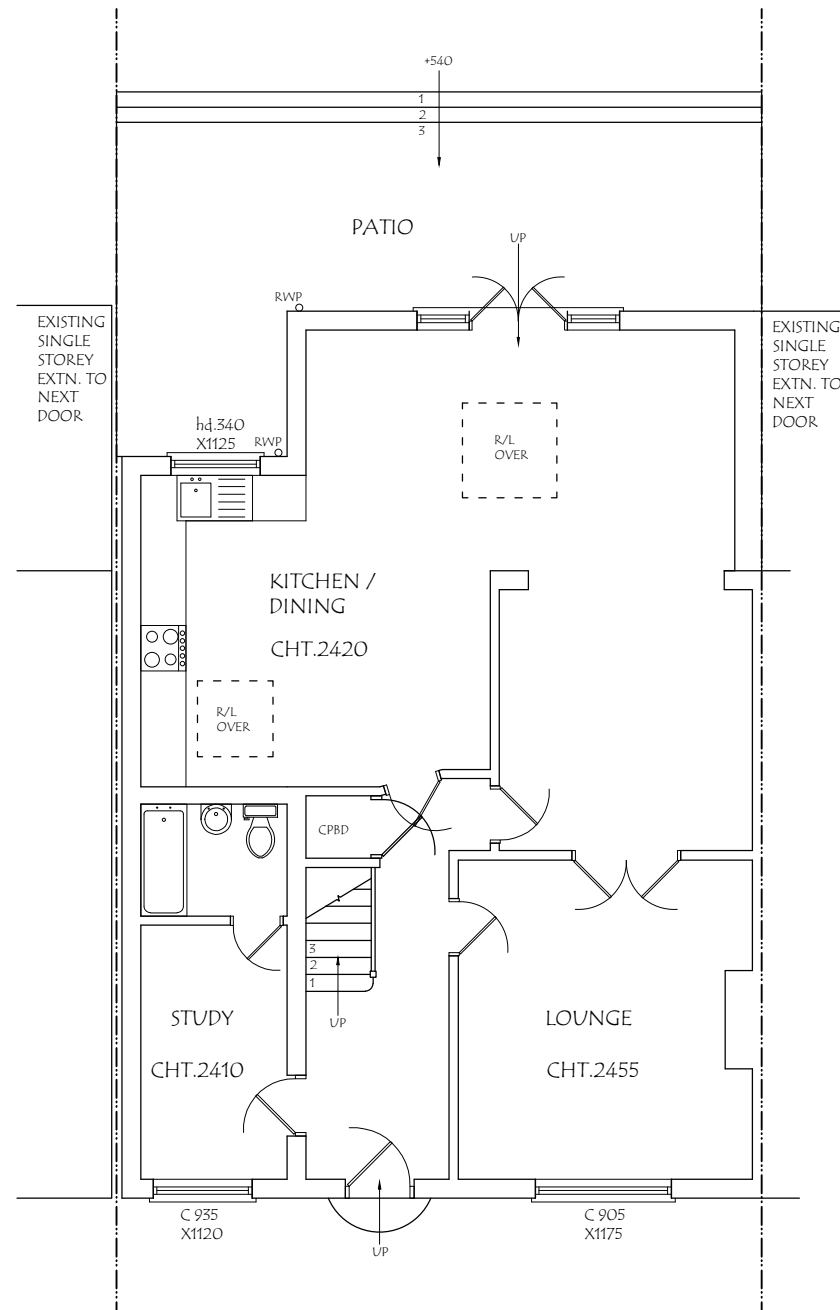 +540
1
2
3
PATIO
UP
RWP
EXISTING
SINGLE
STOREY
EXTN. TO
NEXT
DOOR
EXISTING
SINGLE
STOREY
EXTN. TO
NEXT
DOOR
hd.340
X1125
RWP
R/L
OVER
KITCHEN /
DINING
CHT.2420
R/L
OVER
CPBD
3
2
1
UP
STUDY
CHT.2410
LOUNGE
CHT.2455
C 935
X1120
UP
C 905
X1175